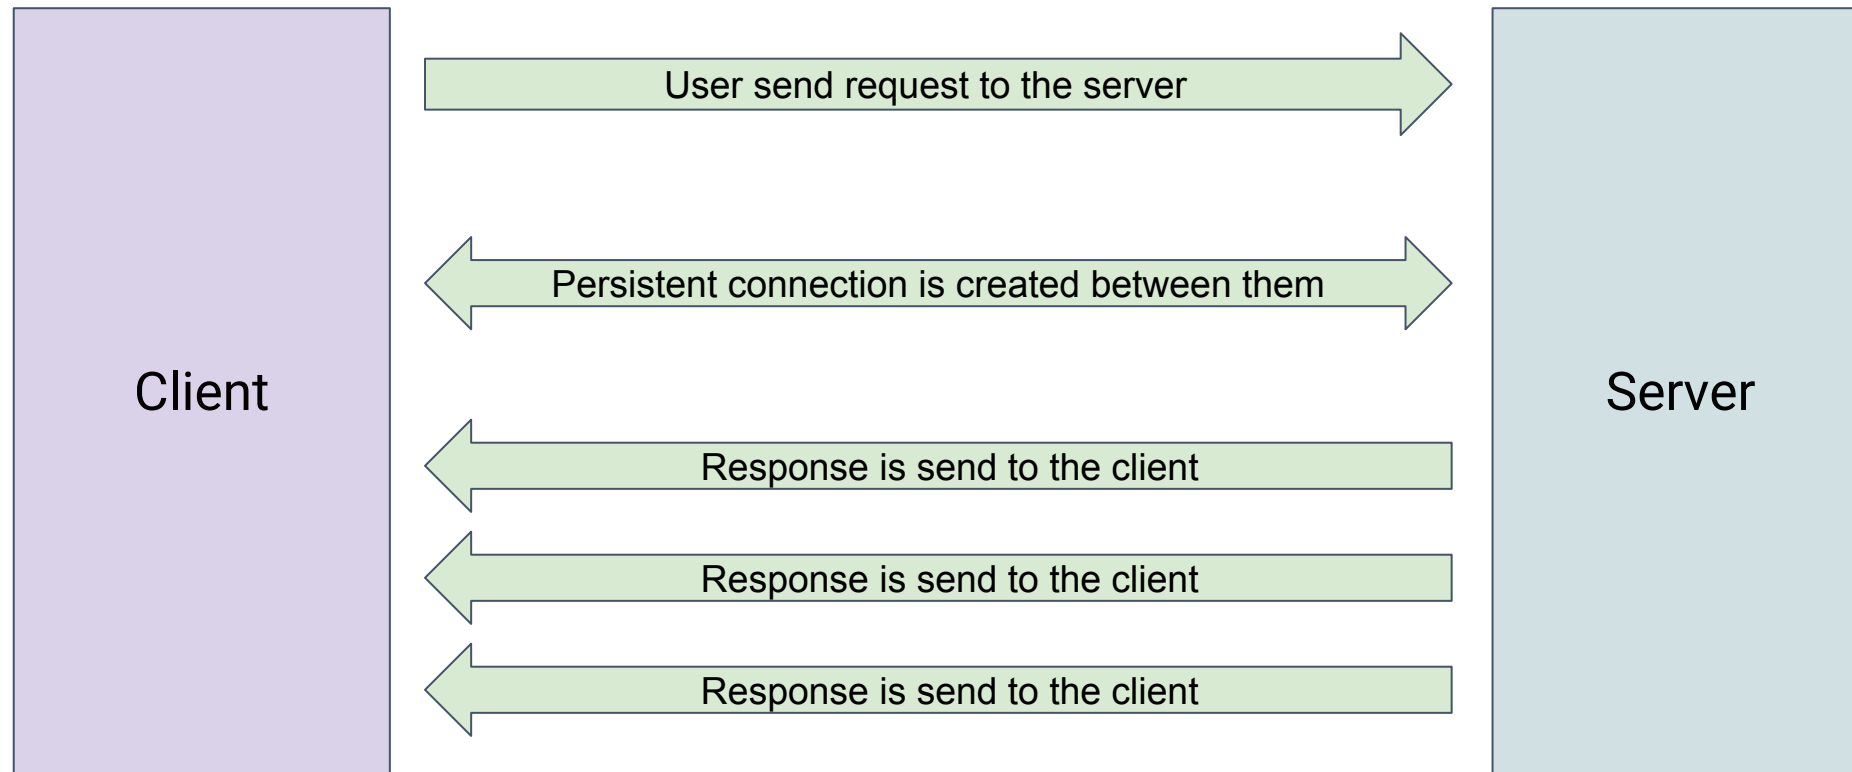 User send request to the server
Persistent connection is created between them
Client
Server
Response is send to the client
Response is send to the client
Response is send to the client